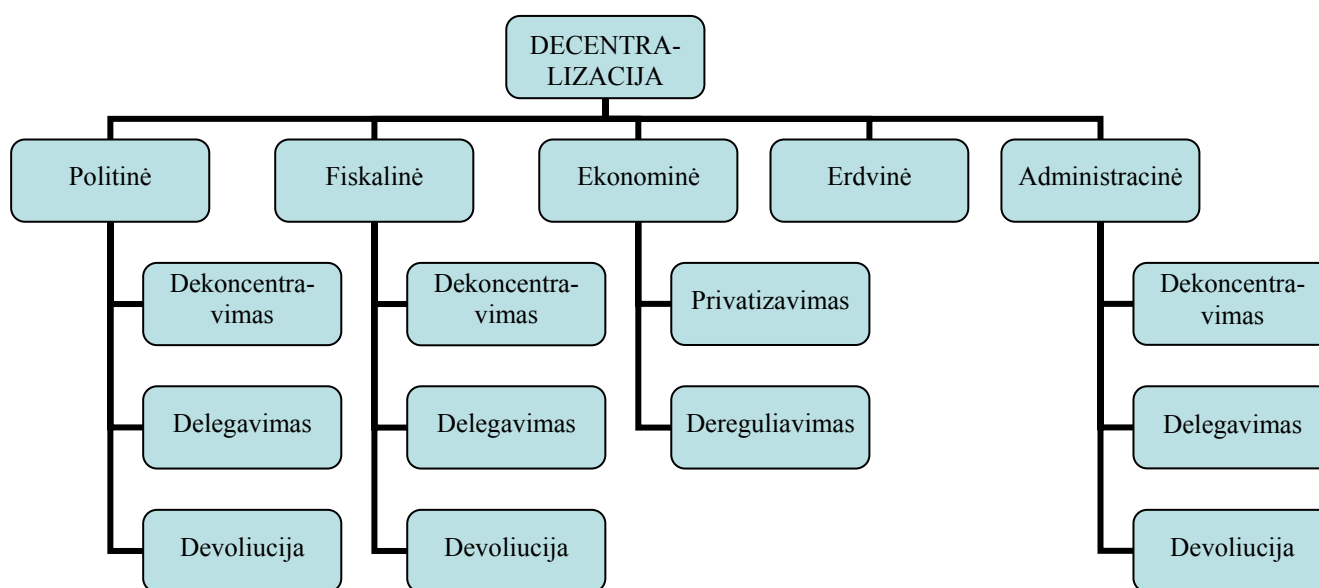 DECENTRA-
LIZACIJA
Politinė
Fiskalinė
Ekonominė
Erdvinė
Administracinė
Dekoncentra-
vimas
Dekoncentra-
vimas
Privatizavimas
Dekoncentra-
vimas
Delegavimas
Delegavimas
Dereguliavimas
Delegavimas
Devoliucija
Devoliucija
Devoliucija